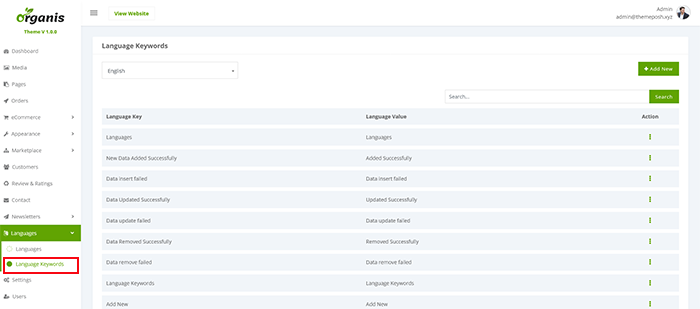 Organis
Theme V 1.0.0
Dashboard
Media
Pages
Orders
eCommerce
Appearance
Marketplace
Customers
Review & Ratings
Contact
Newsletters
Languages
Languages
Language Keywords
Settings
Users
View Website
Admin
admin@themeposh.xyz
Language Keywords
English
+ Add New
Search...
Search
Language Key Language Value Action
Languages Languages
New Data Added Successfully Added Successfully
Data insert failed Data insert failed
Data Updated Successfully Updated Successfully
Data update failed Data update failed
Data Removed Successfully Removed Successfully
Data remove failed Data remove failed
Language Keywords Language Keywords
Add New Add New